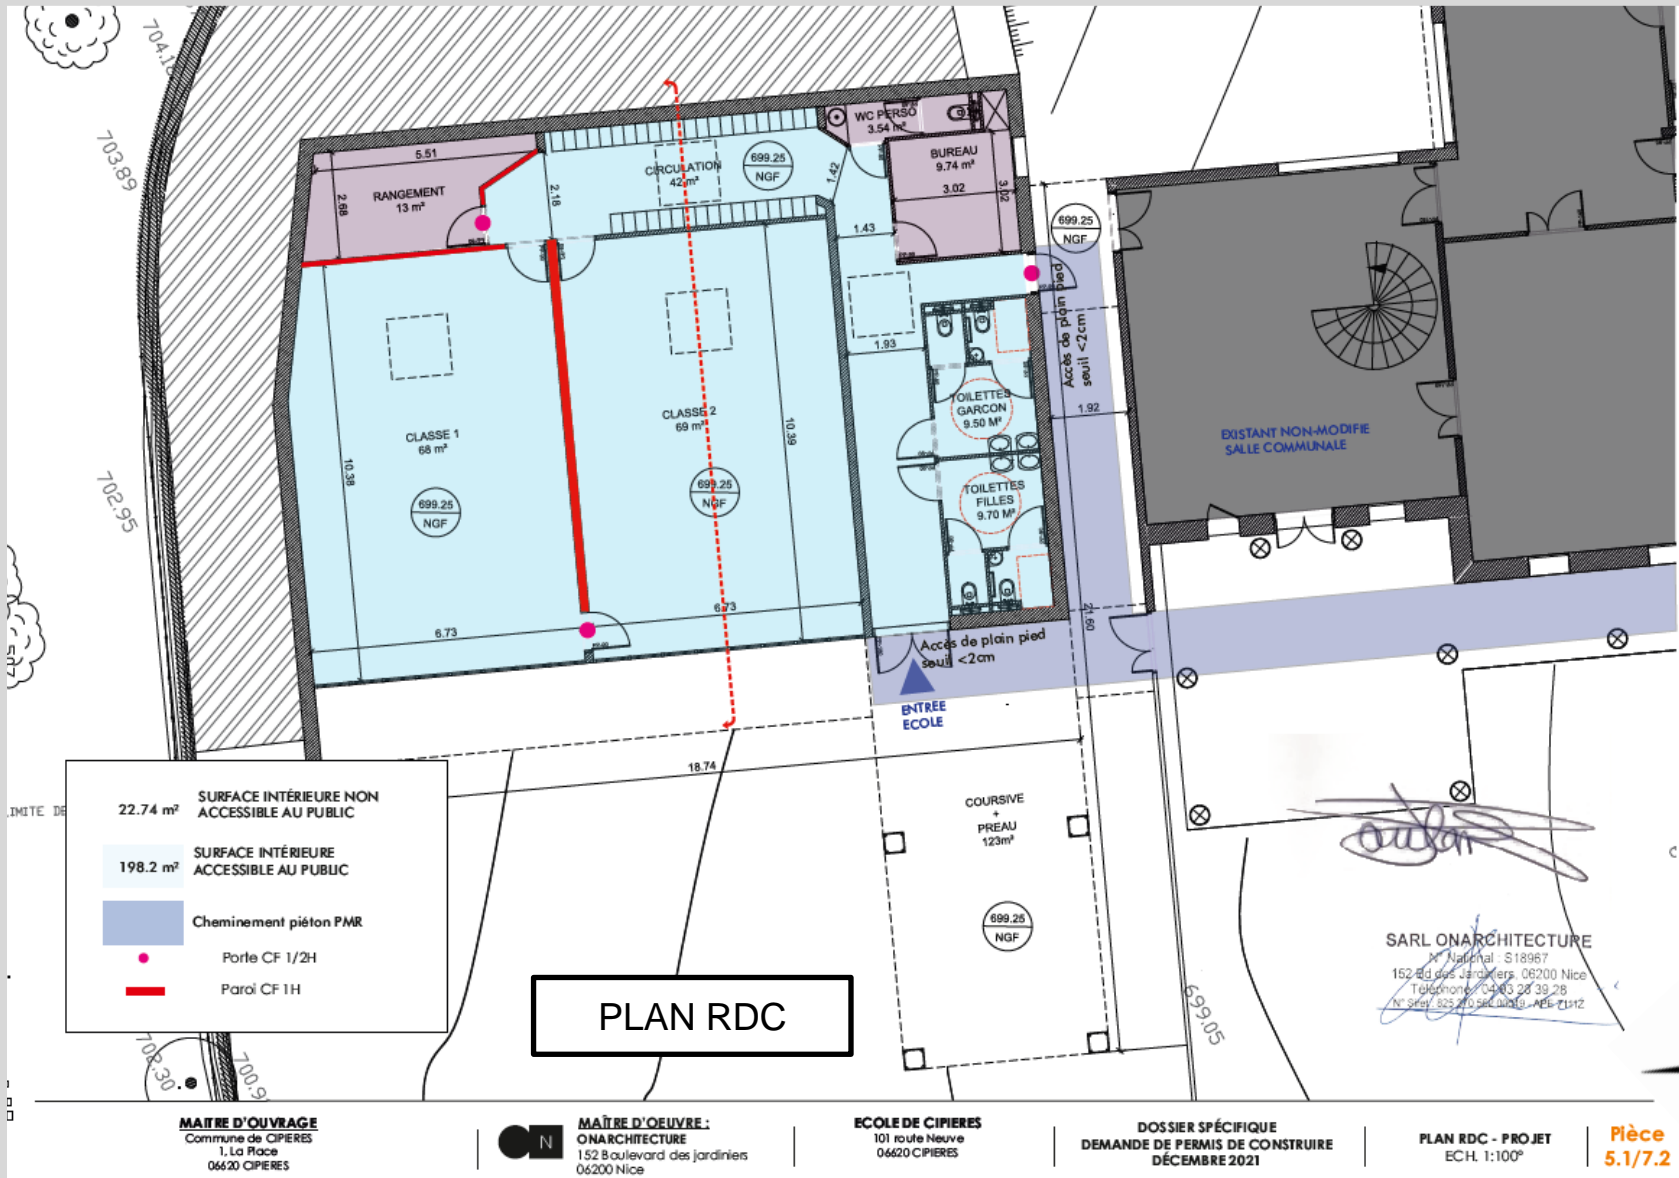 704.18
703.89
702.95
702.30
700.9
699.05
5.51
2.68
RANGEMENT
13 m²
2.18
CIRCULATION
42 m²
699.25
NGF
1.42
WC PERSO
3.54 m²
BUREAU
9.74 m²
3.02
3.02
1.43
699.25
NGF
Accès de plain pied
seuil <2cm
1.93
1.92
CLASSE 1
68 m²
10.38
699.25
NGF
6.73
CLASSE 2
69 m²
10.39
699.25
NGF
6.73
TOILETTES
GARCON
9.50 M²
TOILETTES
FILLES
9.70 M²
EXISTANT NON-MODIFIE
SALLE COMMUNALE
21.60
Accès de plain pied
seuil <2cm
ENTREE
ECOLE
18.74
COURSIVE
+
PREAU
123m²
699.25
NGF
IMITE DE
22.74 m²
SURFACE INTÉRIEURE NON
ACCESSIBLE AU PUBLIC
198.2 m²
SURFACE INTÉRIEURE
ACCESSIBLE AU PUBLIC
Cheminement piéton PMR
Porte CF 1/2H
Paroi CF 1H
PLAN RDC
SARL ONARCHITECTURE
N° National : S18967
152 Bd des Jardiniers, 06200 Nice
Téléphone : 04 93 28 39 28
MAITRE D'OUVRAGE
Commune de CIPIERES
1, La Place
06620 CIPIERES
N
MAÎTRE D'OEUVRE :
ONARCHITECTURE
152 Boulevard des jardiniers
06200 Nice
ECOLE DE CIPIERES
101 route Neuve
06620 CIPIERES
DOSSIER SPÉCIFIQUE
DEMANDE DE PERMIS DE CONSTRUIRE
DÉCEMBRE 2021
PLAN RDC - PROJET
ECH. 1:100°
Pièce
5.1/7.2